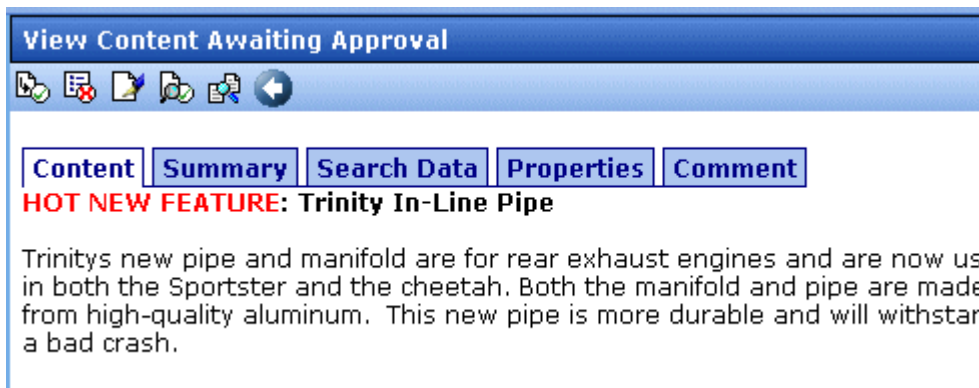 View Content Awaiting Approval
Content Summary Search Data Properties Comment
HOT NEW FEATURE: Trinity In-Line Pipe
Trinitys new pipe and manifold are for rear exhaust engines and are now us
in both the Sportster and the cheetah. Both the manifold and pipe are made
from high-quality aluminum. This new pipe is more durable and will withstan
a bad crash.